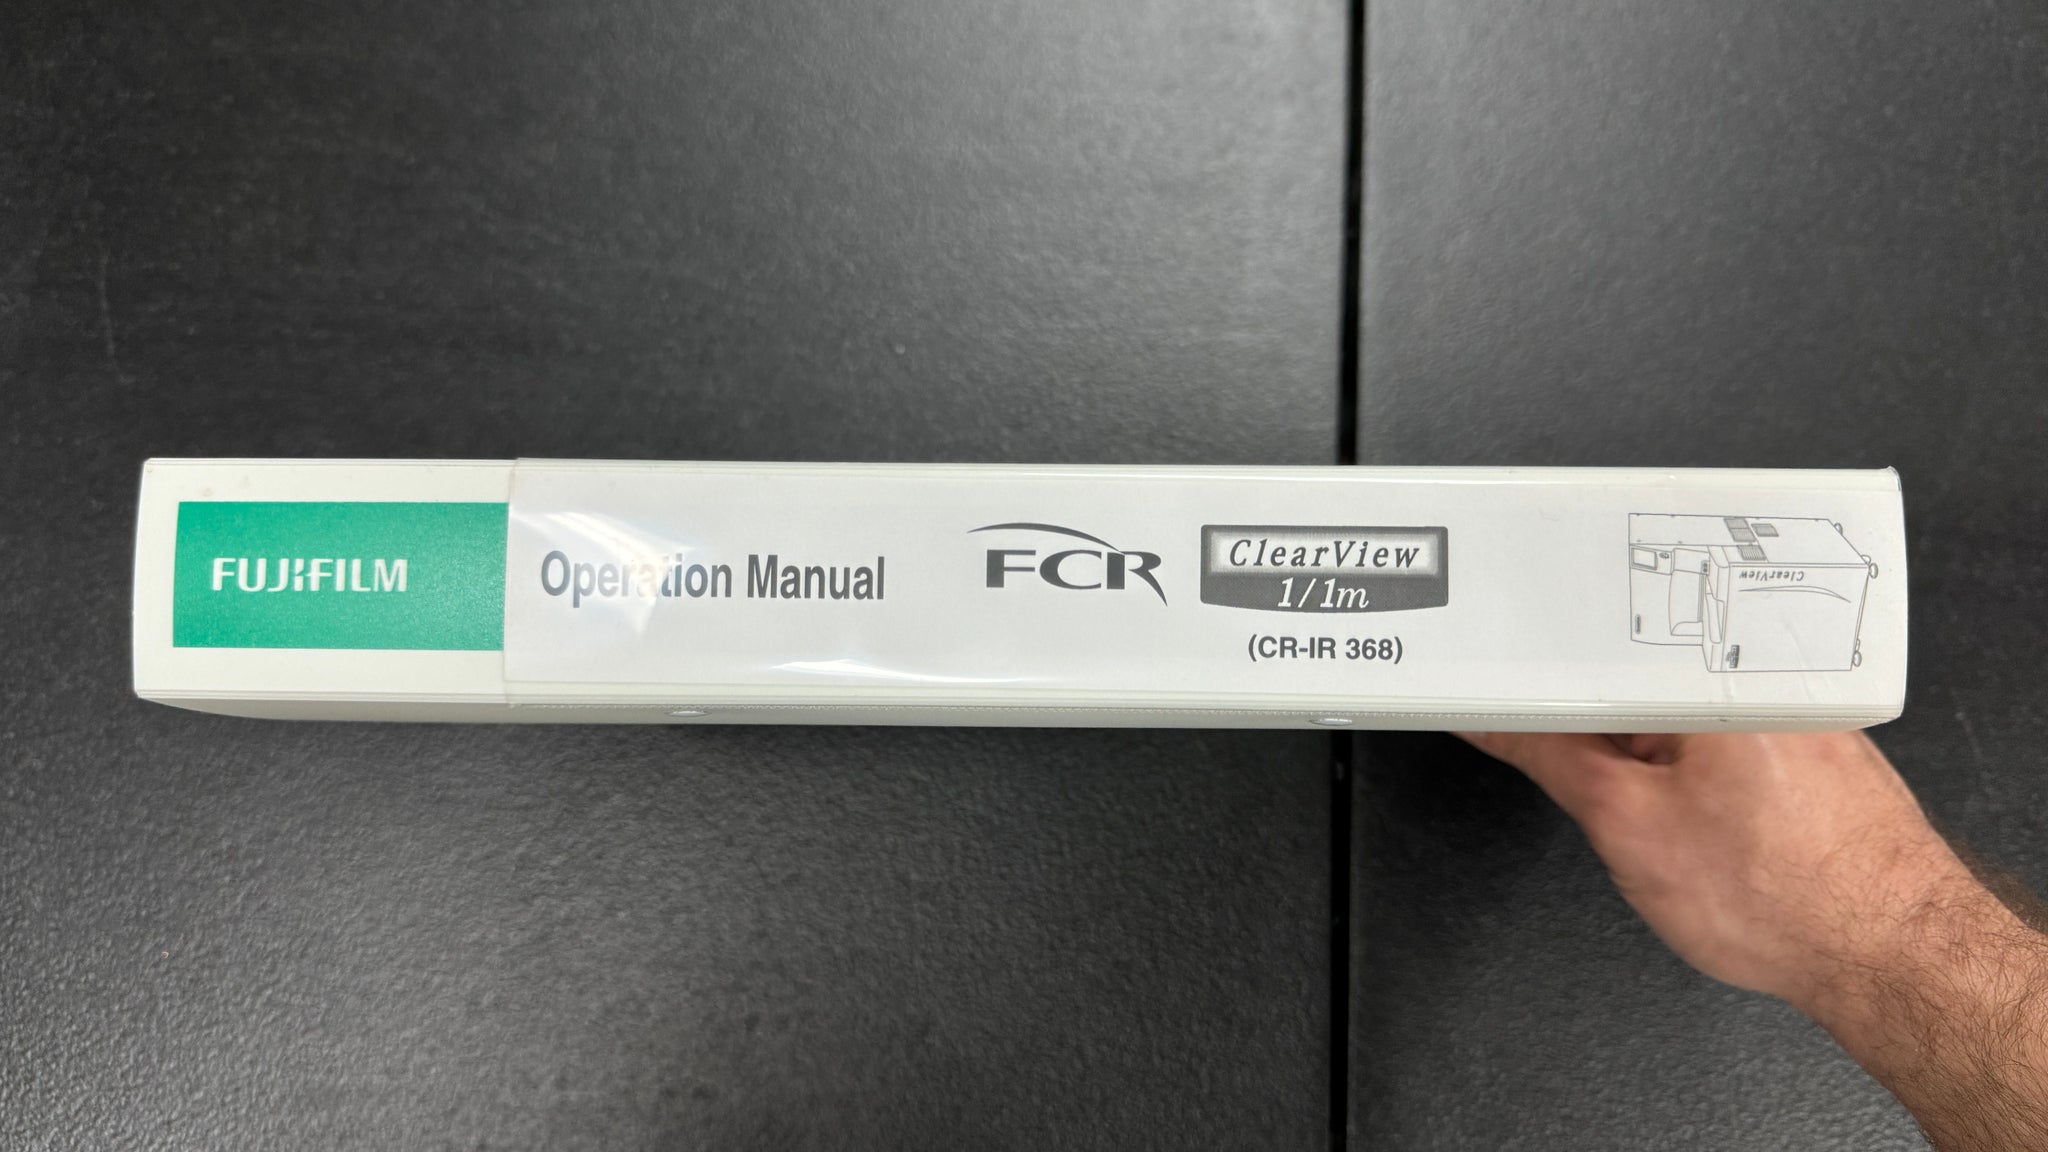 FUJIFILM
Operation Manual
FCR
ClearView
1/1m
(CR-IR 368)
ClearView